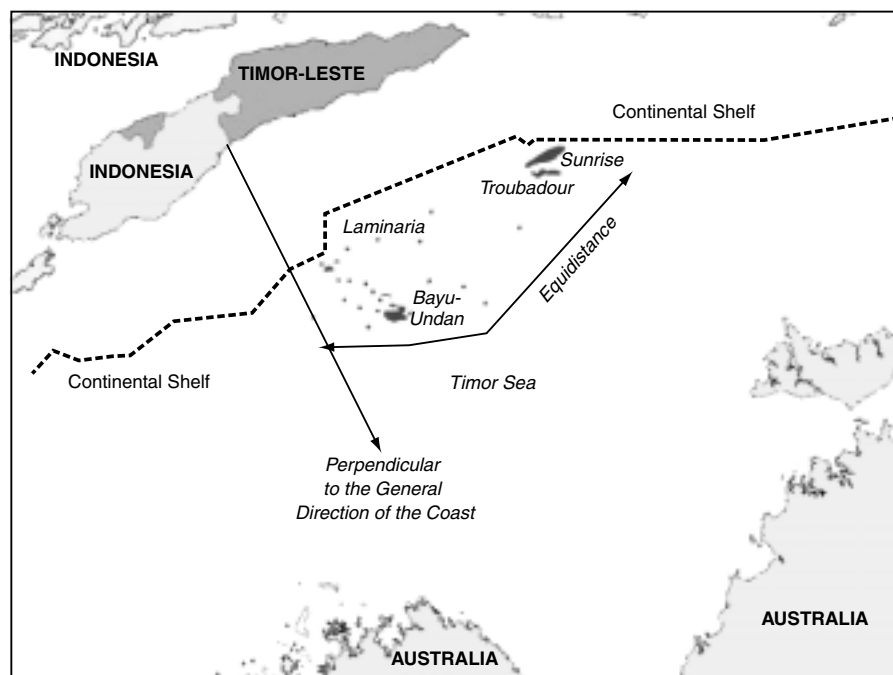 INDONESIA
TIMOR-LESTE
Continental Shelf
INDONESIA
Sunrise
Troubadour
Laminaria
Equidistance
Bayu-
Undan
Continental Shelf
Timor Sea
Perpendicular
to the General
Direction of the Coast
AUSTRALIA
AUSTRALIA